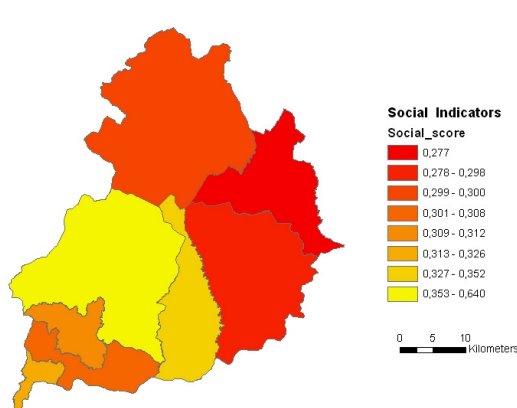 Social Indicators
Social_score
0,277
0,278 - 0,298
0,299 - 0,300
0,301 - 0,308
0,309 - 0,312
0,313 - 0,326
0,327 - 0,352
0,353 - 0,640
0 5 10
Kilometers